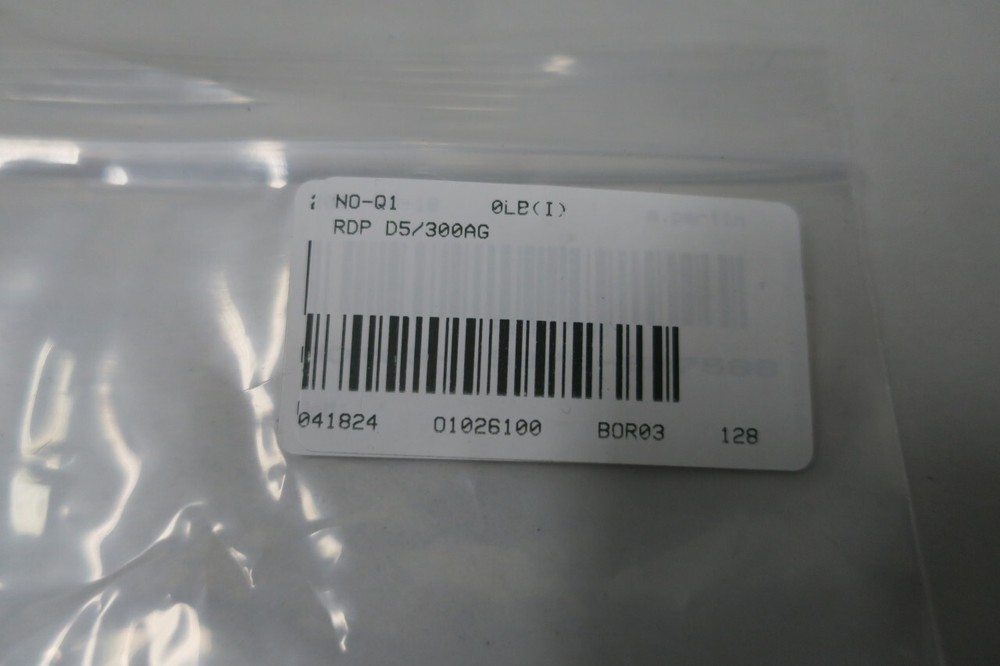 NO-Q1 0LB(I)
RDP D5/300AG
041824 01026100 BOR03 128